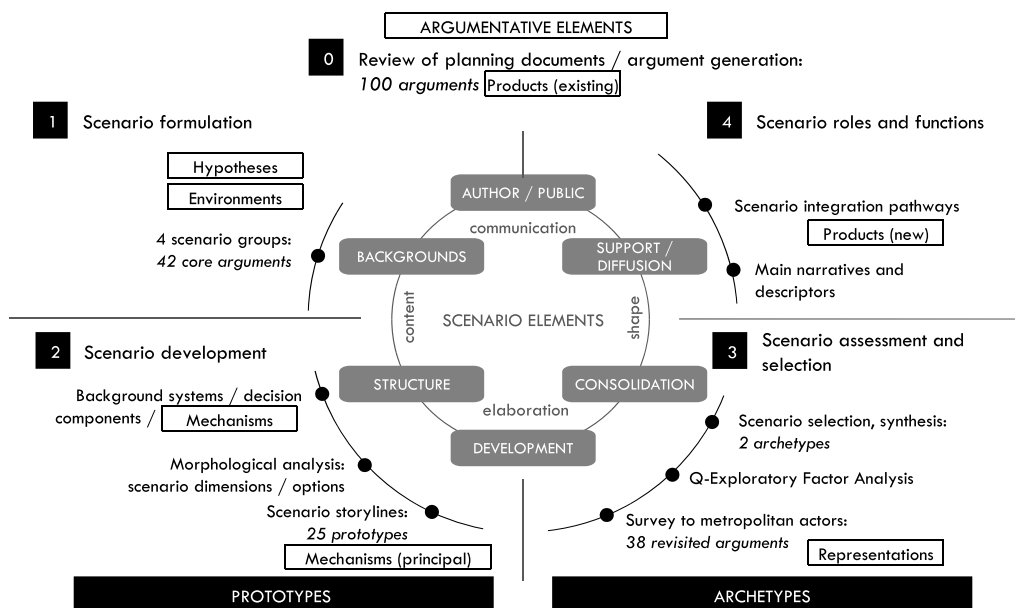 ARGUMENTATIVE ELEMENTS
0
Review of planning documents / argument generation:
100 arguments Products (existing)
1
Scenario formulation
Hypotheses
Environments
4 scenario groups:
42 core arguments
4
Scenario roles and functions
Scenario integration pathways
Products (new)
Main narratives and
descriptors
AUTHOR / PUBLIC
communication
BACKGROUNDS
SUPPORT /
DIFFUSION
content
SCENARIO ELEMENTS
shape
STRUCTURE
CONSOLIDATION
elaboration
DEVELOPMENT
2
Scenario development
Background systems / decision
components / Mechanisms
Morphological analysis:
scenario dimensions / options
Scenario storylines:
25 prototypes
Mechanisms (principal)
3
Scenario assessment and
selection
Scenario selection, synthesis:
2 archetypes
Q-Exploratory Factor Analysis
Survey to metropolitan actors:
38 revisited arguments
Representations
PROTOTYPES
ARCHETYPES